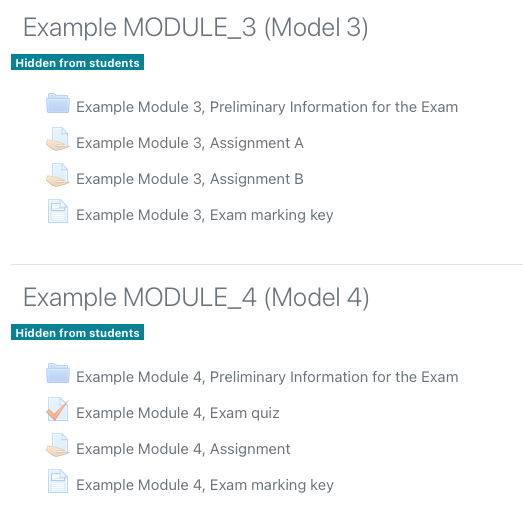 Example MODULE_3 (Model 3)
Hidden from students
Example Module 3, Preliminary Information for the Exam
Example Module 3, Assignment A
Example Module 3, Assignment B
Example Module 3, Exam marking key
Example MODULE_4 (Model 4)
Hidden from students
Example Module 4, Preliminary Information for the Exam
Example Module 4, Exam quiz
Example Module 4, Assignment
Example Module 4, Exam marking key